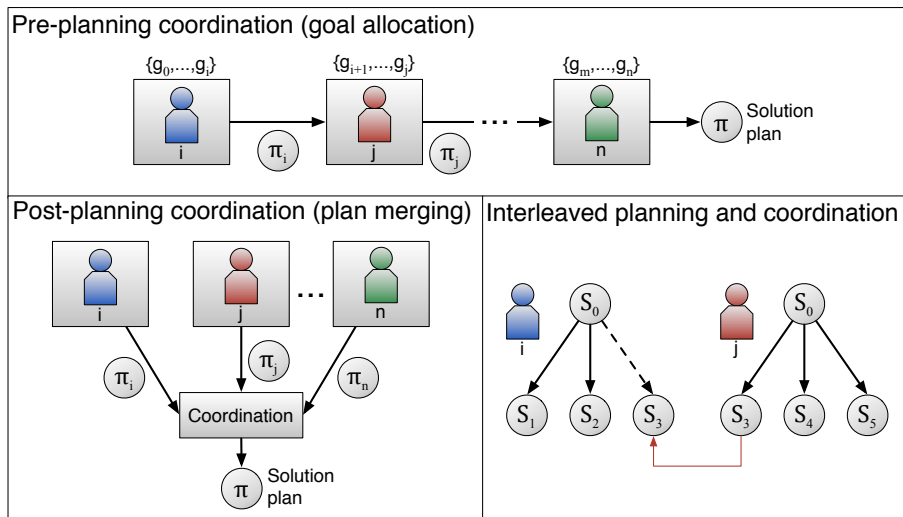 Pre-planning coordination (goal allocation)
{g₀,...,gᵢ}
{gᵢ₊₁,...,gⱼ}
{gₘ,...,gₙ}
i
πᵢ
j
πⱼ
...
n
π
Solution
plan
Post-planning coordination (plan merging)
i
j
...
n
πᵢ
πⱼ
πₙ
Coordination
π
Solution
plan
Interleaved planning and coordination
i
S₀
j
S₀
S₁
S₂
S₃
S₃
S₄
S₅